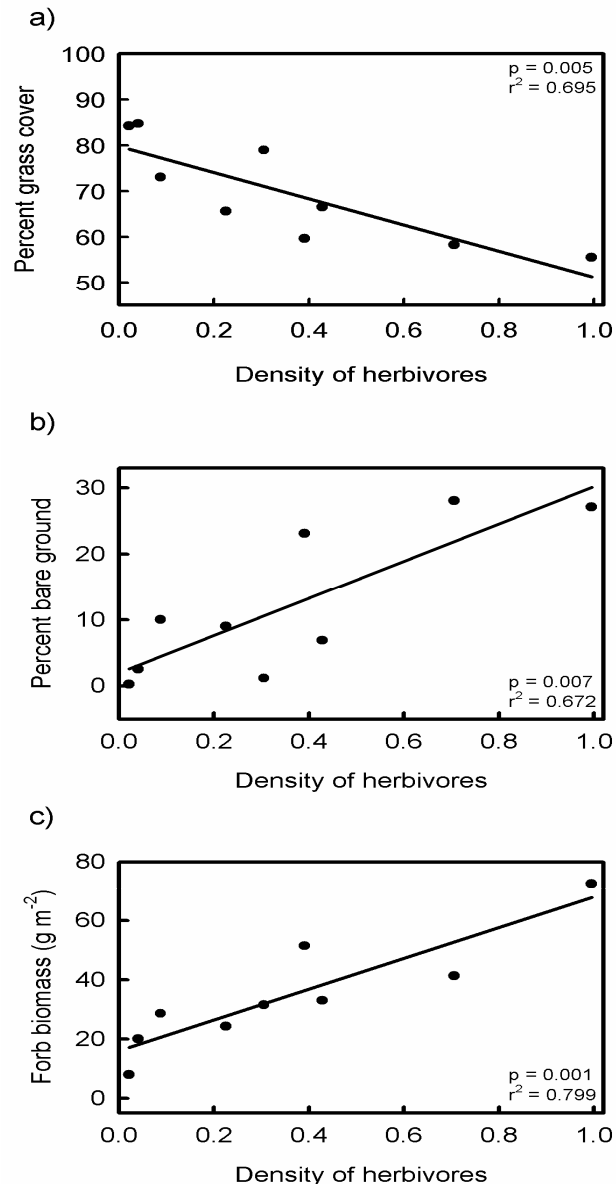 a)
p = 0.005
r² = 0.695
100
90
80
70
60
50
Percent grass cover
0.0 0.2 0.4 0.6 0.8 1.0
Density of herbivores
b)
30
20
10
0
Percent bare ground
p = 0.007
r² = 0.672
0.0 0.2 0.4 0.6 0.8 1.0
Density of herbivores
c)
80
60
40
20
0
Forb biomass (g m⁻²)
p = 0.001
r² = 0.799
0.0 0.2 0.4 0.6 0.8 1.0
Density of herbivores